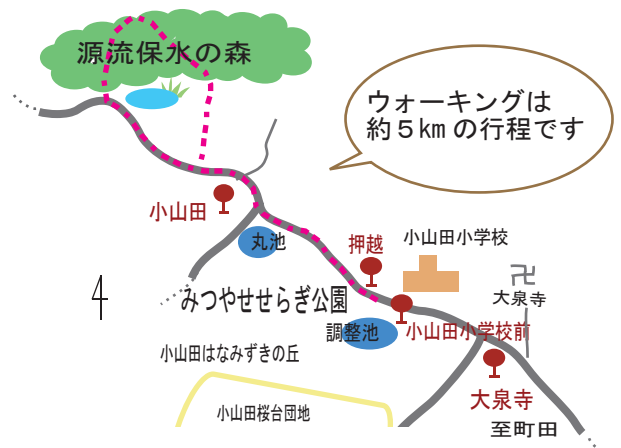 源流保水の森
ウォーキングは
約5kmの行程です
小山田
丸池
押越
小山田小学校
大泉寺
みつやせせらぎ公園
調整池
小山田小学校前
小山田はなみずきの丘
大泉寺
小山田桜台団地
至町田